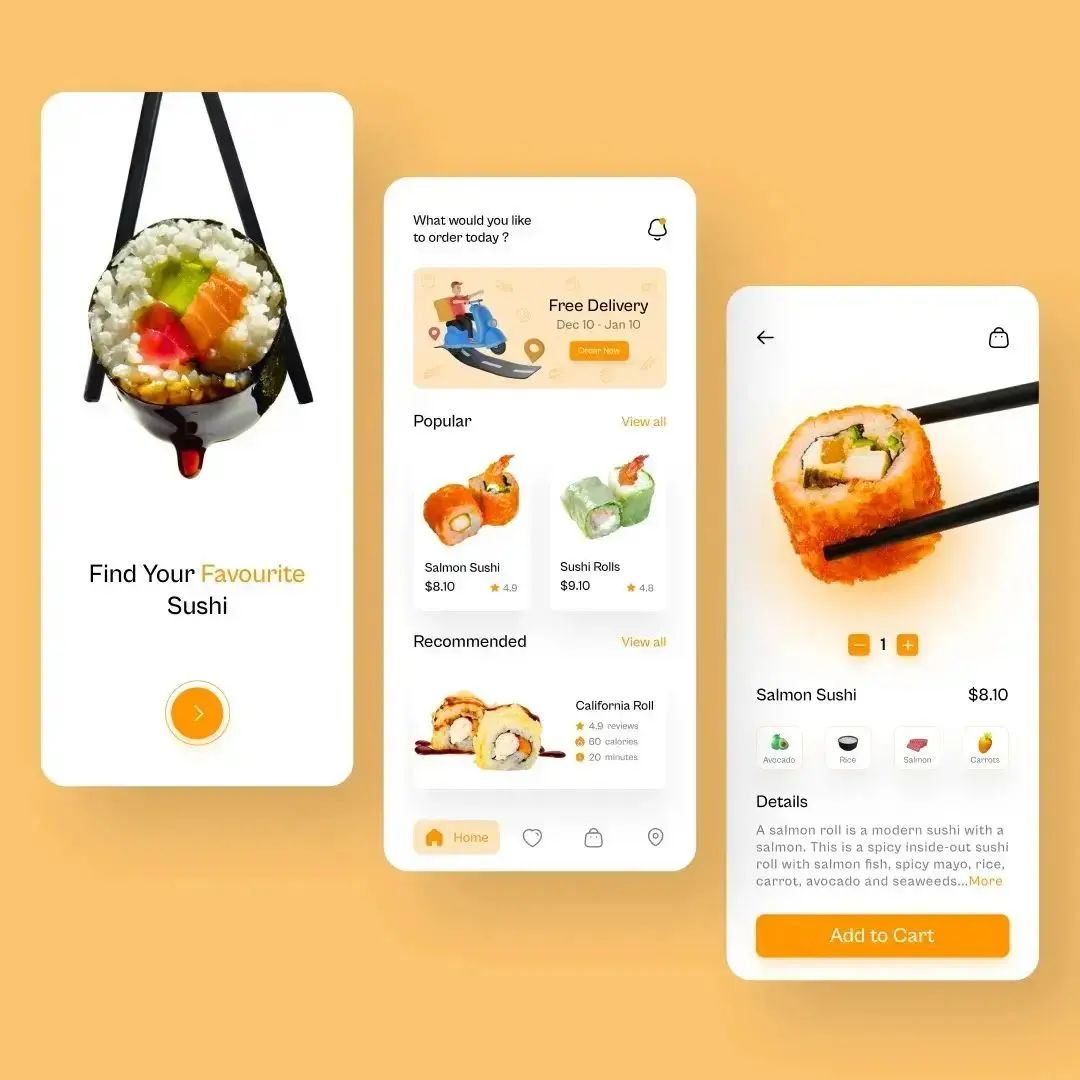 Find Your Favourite
Sushi
What would you like
to order today ?
Free Delivery
Dec 10 - Jan 10
Order Now
Popular
View all
Salmon Sushi
$8.10
4.9
Sushi Rolls
$9.10
4.8
Recommended
View all
California Roll
4.9 reviews
60 calories
20 minutes
Home
1
Salmon Sushi
$8.10
Avocado
Rice
Salmon
Carrots
Details
A salmon roll is a modern sushi with a
salmon. This is a spicy inside-out sushi
roll with salmon fish, spicy mayo, rice,
carrot, avocado and seaweeds...More
Add to Cart